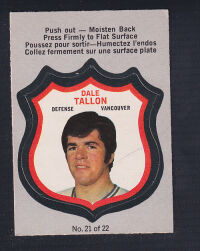 Push out — Moisten Back
Press Firmly to Flat Surface
Poussez pour sortir—Humectez l'endos
Collez fermement sur une surface plate
DALE
TALLON
DEFENSE VANCOUVER
No. 21 of 22